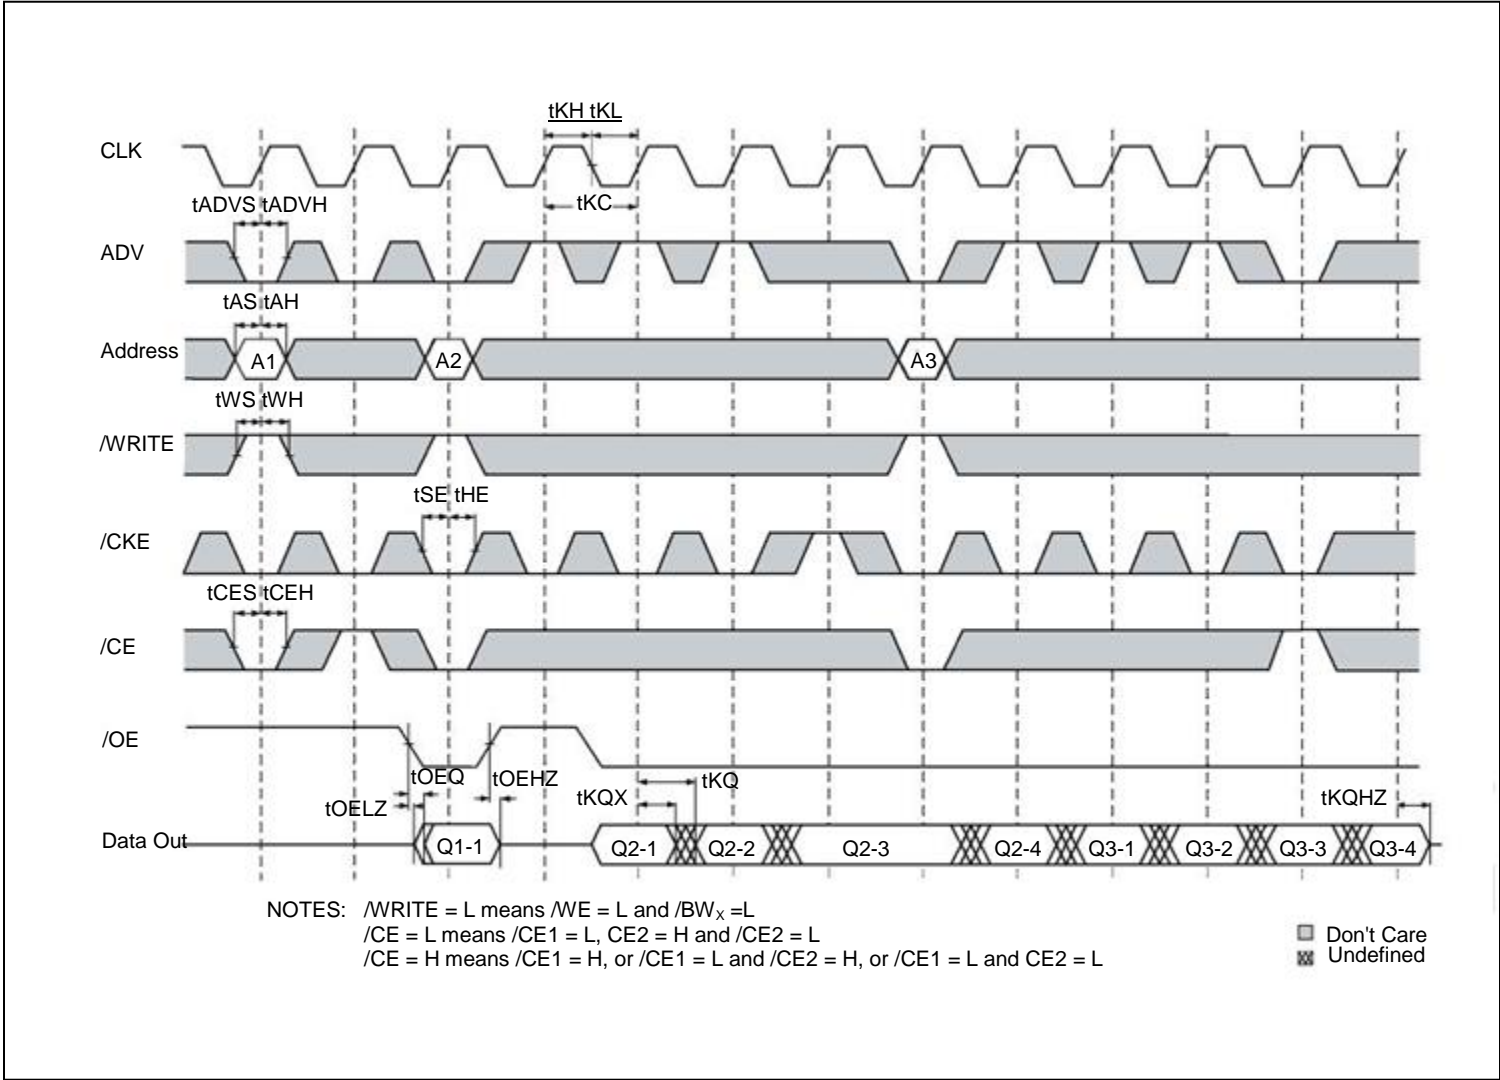 tKH tKL
CLK
tADVS tADVH
tKC
ADV
tAS tAH
Address
A1
A2
A3
tWS tWH
/WRITE
tSE tHE
/CKE
tCES tCEH
/CE
/OE
tOEQ
tOEHZ
tKQ
tOELZ
tKQX
tKQHZ
Data Out
Q1-1
Q2-1
Q2-2
Q2-3
Q2-4
Q3-1
Q3-2
Q3-3
Q3-4
NOTES: /WRITE = L means /WE = L and /BWX =L
/CE = L means /CE1 = L, CE2 = H and /CE2 = L
/CE = H means /CE1 = H, or /CE1 = L and /CE2 = H, or /CE1 = L and CE2 = L
Don't Care
Undefined